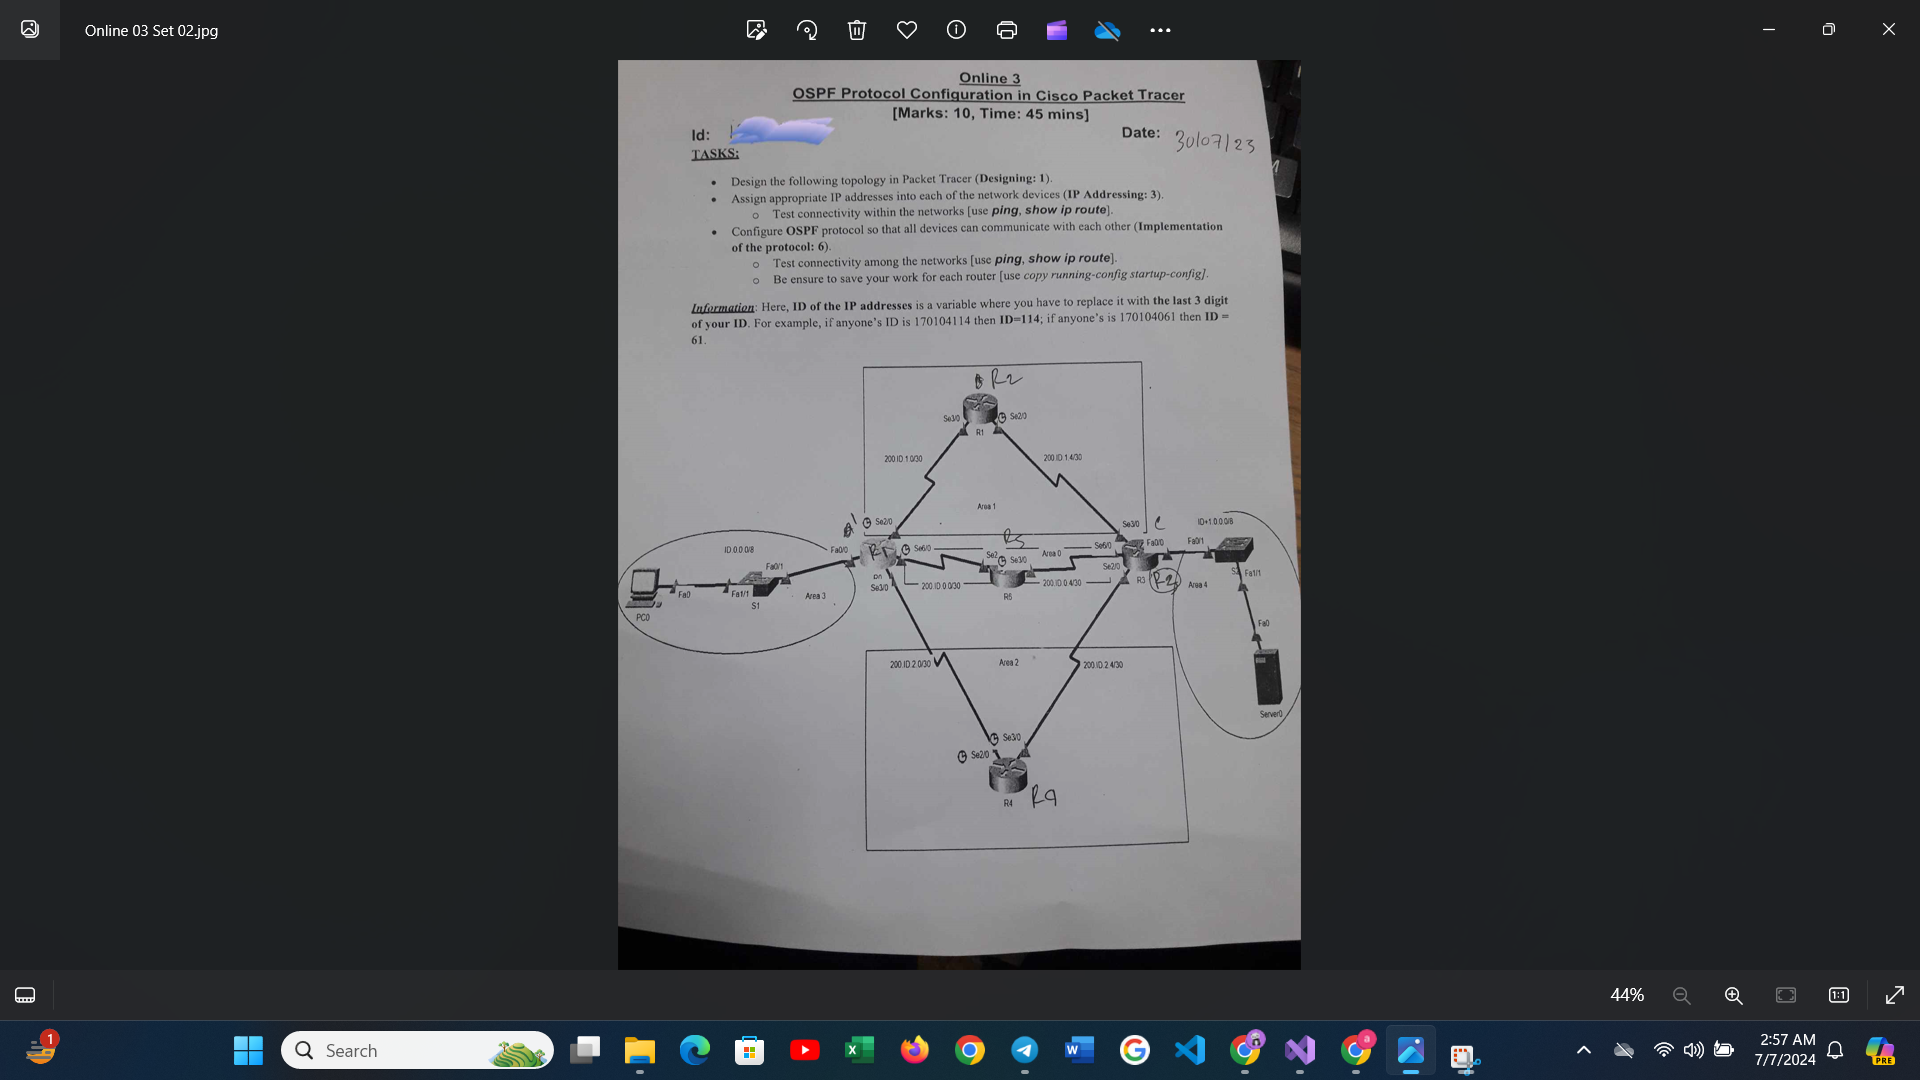 Online 03 Set 02.jpg
Online 3
OSPF Protocol Configuration in Cisco Packet Tracer
[Marks: 10, Time: 45 mins]
Id:
Date: 30/07/23
TASKS:
• Design the following topology in Packet Tracer (Designing: 1).
• Assign appropriate IP addresses into each of the network devices (IP Addressing: 3).
o Test connectivity within the networks [use ping, show ip route].
• Configure OSPF protocol so that all devices can communicate with each other (Implementation
of the protocol: 6).
o Test connectivity among the networks [use ping, show ip route].
o Be ensure to save your work for each router [use copy running-config startup-config].
Information: Here, ID of the IP addresses is a variable where you have to replace it with the last 3 digit
of your ID. For example, if anyone's ID is 170104114 then ID=114; if anyone's is 170104061 then ID =
61.
R2
Se3/0 Se2/0
R1
200.ID.1.0/30 200.ID.1.4/30
Area 1
Se2/0 Se3/0 C ID+1.0.0.0/8
R5
ID.0.0.0/8 Fa0/0 R1 Se6/0 Se2 Se3/0 Area 0 Se6/0 Fa0/0 Fa0/1
Fa0/1 Se2/0 R3 Area 4 Fa1/1
Se3/0 200.ID.0.0/30 200.ID.0.4/30
Fa0 Fa1/1 Area 3 R5
PC0 S1
Fa0
200.ID.2.0/30 Area 2 200.ID.2.4/30
Server0
Se3/0
Se2/0
R4 R4
44%
1
Search
2:57 AM
7/7/2024
PRE